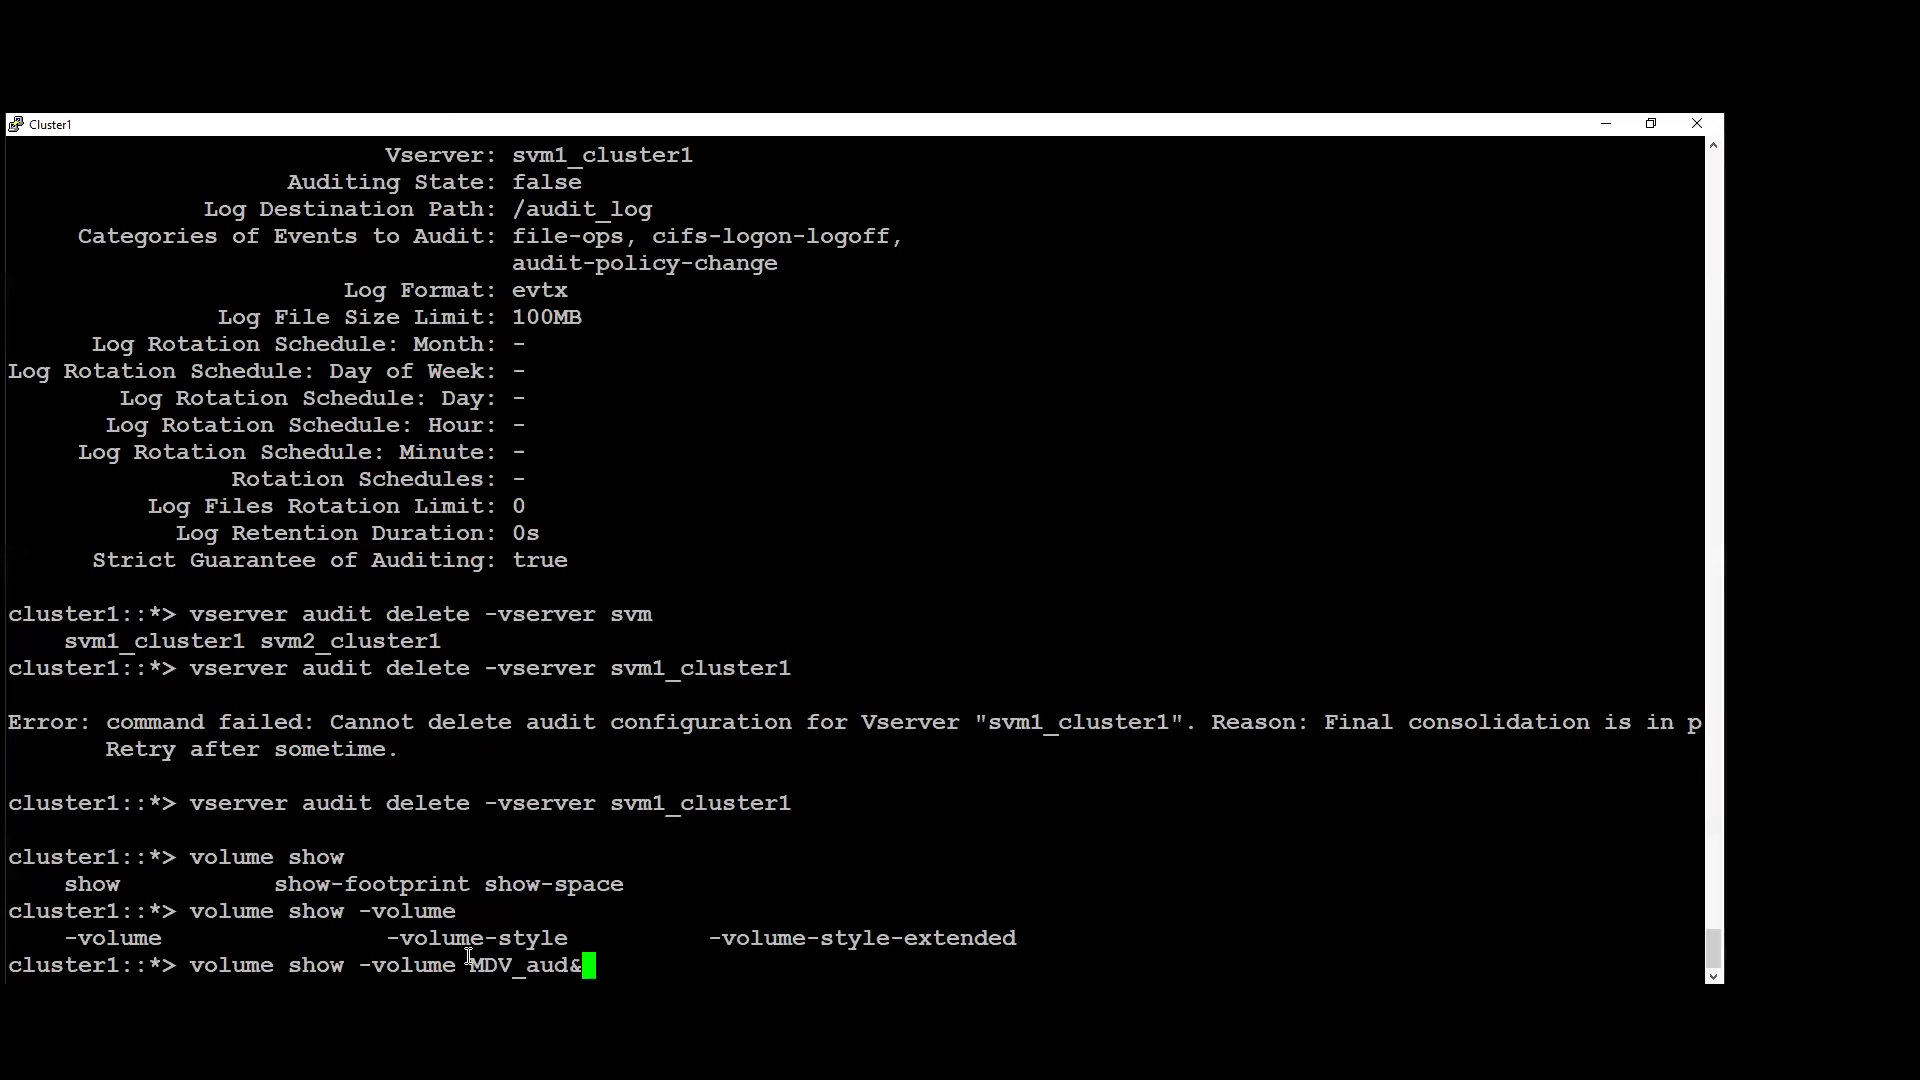 Cluster1
Vserver: svm1_cluster1
Auditing State: false
Log Destination Path: /audit_log
Categories of Events to Audit: file-ops, cifs-logon-logoff,
audit-policy-change
Log Format: evtx
Log File Size Limit: 100MB
Log Rotation Schedule: Month: -
Log Rotation Schedule: Day of Week: -
Log Rotation Schedule: Day: -
Log Rotation Schedule: Hour: -
Log Rotation Schedule: Minute: -
Rotation Schedules: -
Log Files Rotation Limit: 0
Log Retention Duration: 0s
Strict Guarantee of Auditing: true
cluster1::*> vserver audit delete -vserver svm
svm1_cluster1 svm2_cluster1
cluster1::*> vserver audit delete -vserver svm1_cluster1
Error: command failed: Cannot delete audit configuration for Vserver "svm1_cluster1". Reason: Final consolidation is in p
Retry after sometime.
cluster1::*> vserver audit delete -vserver svm1_cluster1
cluster1::*> volume show
show show-footprint show-space
cluster1::*> volume show -volume
-volume -volume-style -volume-style-extended
cluster1::*> volume show -volume MDV_aud&